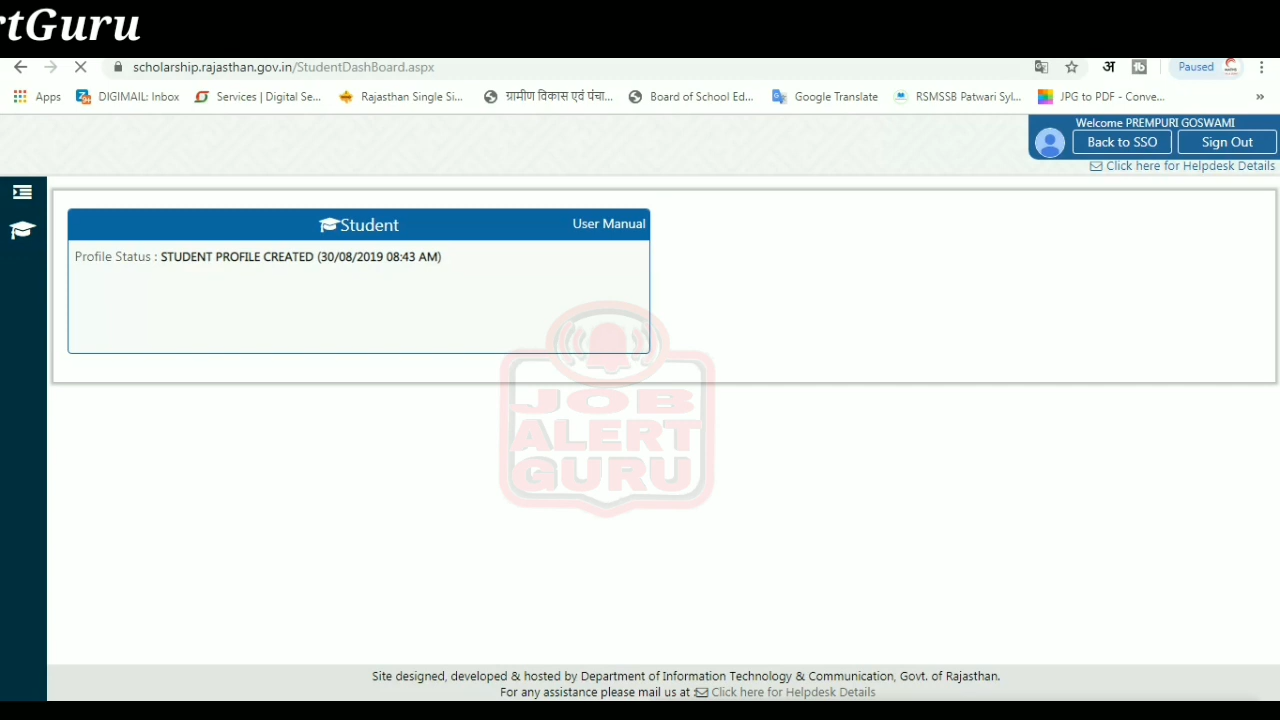 rtGuru
scholarship.rajasthan.gov.in/StudentDashBoard.aspx
अ
Paused
Apps
DIGIMAIL: Inbox
Services | Digital Se...
Rajasthan Single Si...
ग्रामीण विकास एवं पंचा...
Board of School Ed...
Google Translate
RSMSSB Patwari Syl...
JPG to PDF - Conve...
»
Welcome PREMPURI GOSWAMI
Back to SSO
Sign Out
Click here for Helpdesk Details
Student
User Manual
Profile Status : STUDENT PROFILE CREATED (30/08/2019 08:43 AM)
JOB
ALERT
GURU
Site designed, developed & hosted by Department of Information Technology & Communication, Govt. of Rajasthan.
For any assistance please mail us at : Click here for Helpdesk Details